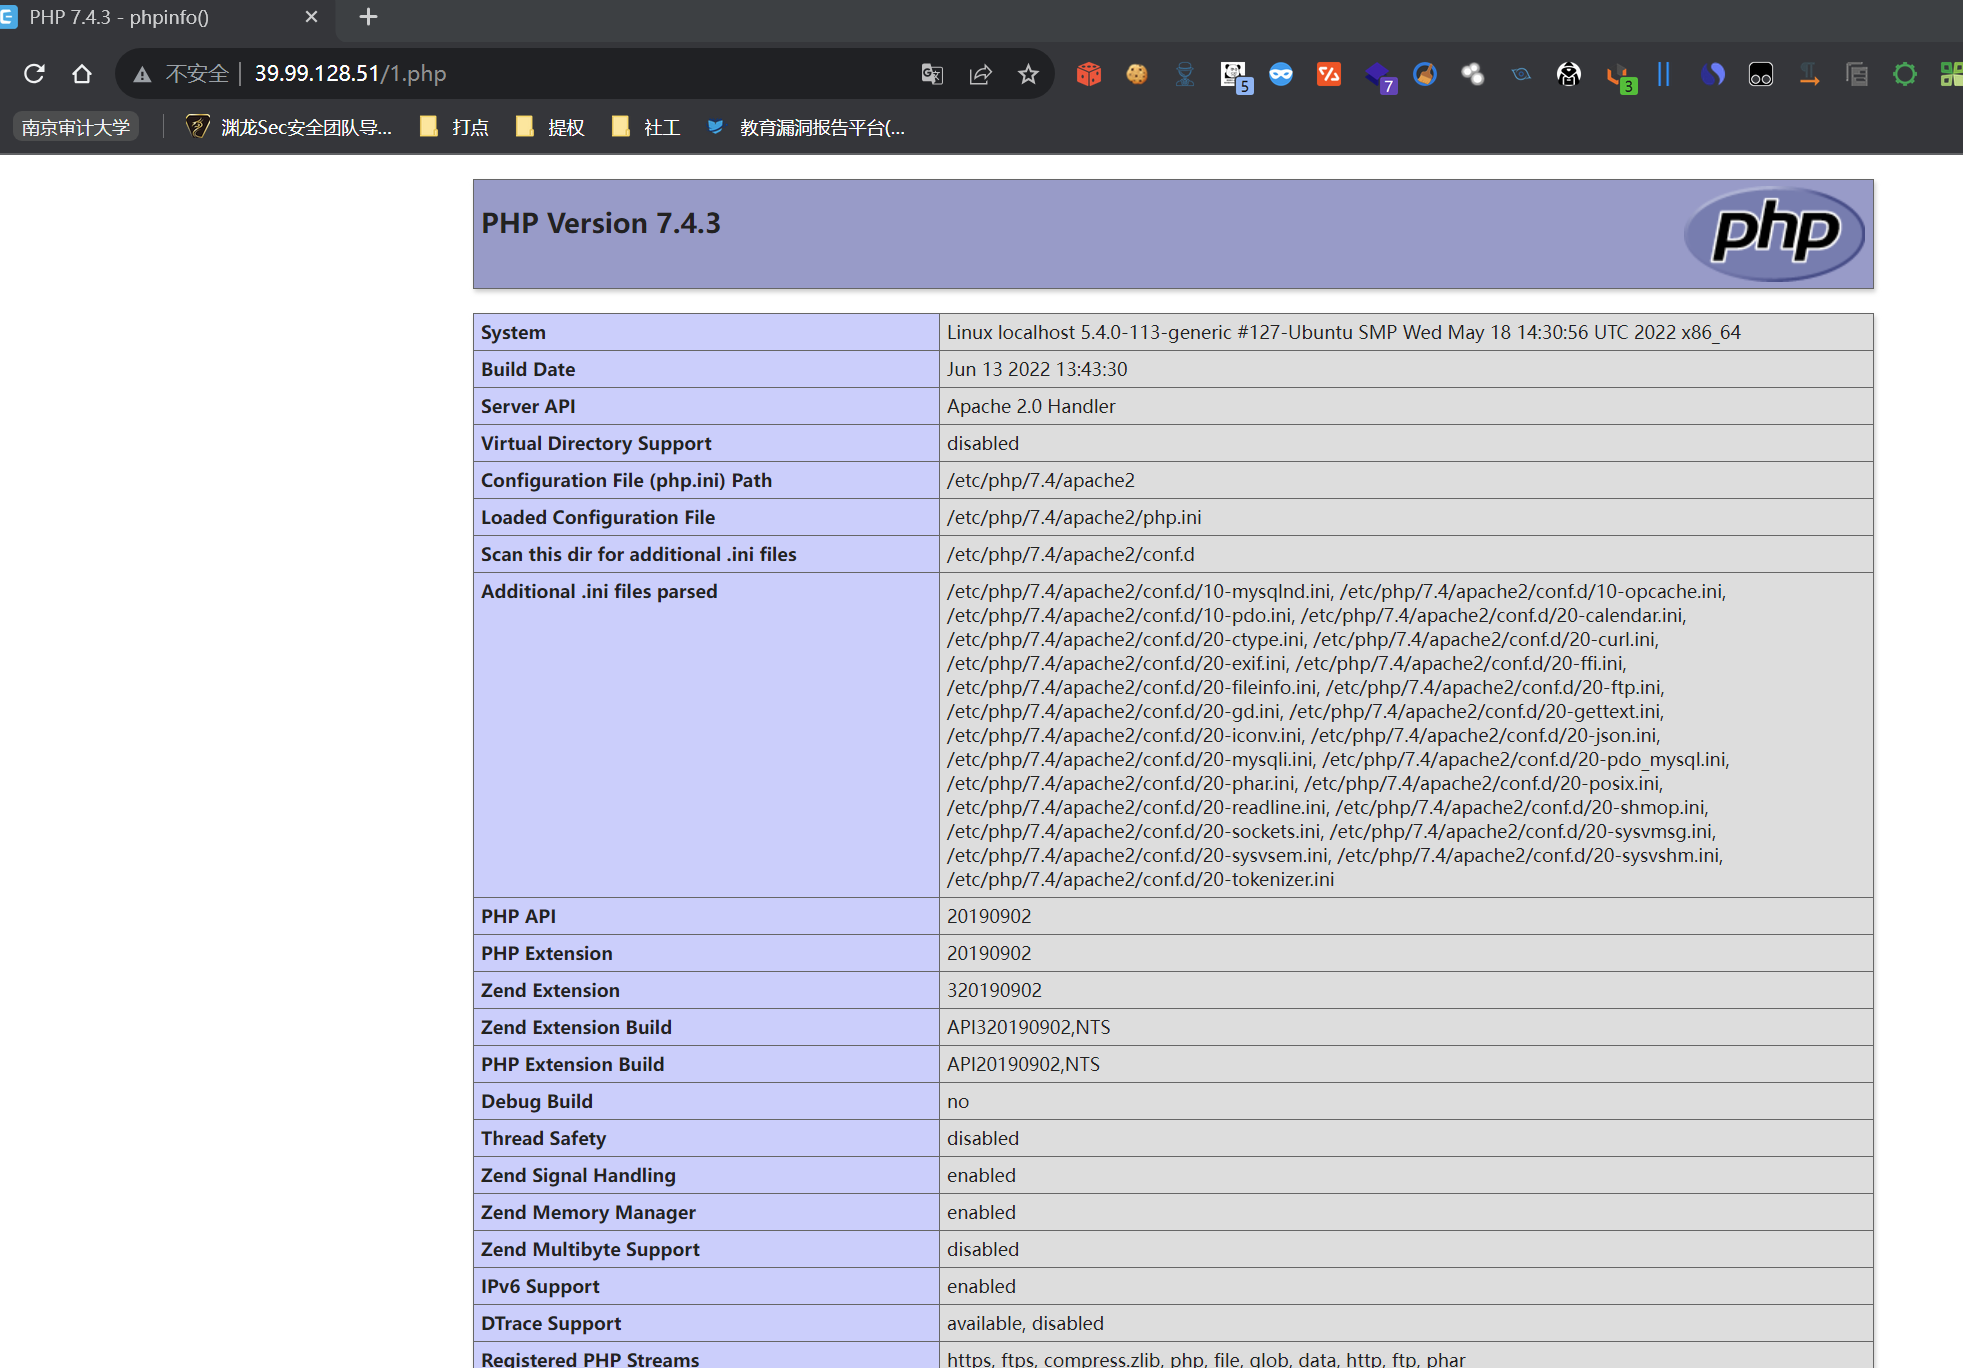 PHP 7.4.3 - phpinfo()
不安全 39.99.128.51/1.php
5
7
3
南京审计大学 渊龙Sec安全团队导... 打点 提权 社工 教育漏洞报告平台(...
PHP Version 7.4.3
php
System Linux localhost 5.4.0-113-generic #127-Ubuntu SMP Wed May 18 14:30:56 UTC 2022 x86_64
Build Date Jun 13 2022 13:43:30
Server API Apache 2.0 Handler
Virtual Directory Support disabled
Configuration File (php.ini) Path /etc/php/7.4/apache2
Loaded Configuration File /etc/php/7.4/apache2/php.ini
Scan this dir for additional .ini files /etc/php/7.4/apache2/conf.d
Additional .ini files parsed /etc/php/7.4/apache2/conf.d/10-mysqlnd.ini, /etc/php/7.4/apache2/conf.d/10-opcache.ini,
/etc/php/7.4/apache2/conf.d/10-pdo.ini, /etc/php/7.4/apache2/conf.d/20-calendar.ini,
/etc/php/7.4/apache2/conf.d/20-ctype.ini, /etc/php/7.4/apache2/conf.d/20-curl.ini,
/etc/php/7.4/apache2/conf.d/20-exif.ini, /etc/php/7.4/apache2/conf.d/20-ffi.ini,
/etc/php/7.4/apache2/conf.d/20-fileinfo.ini, /etc/php/7.4/apache2/conf.d/20-ftp.ini,
/etc/php/7.4/apache2/conf.d/20-gd.ini, /etc/php/7.4/apache2/conf.d/20-gettext.ini,
/etc/php/7.4/apache2/conf.d/20-iconv.ini, /etc/php/7.4/apache2/conf.d/20-json.ini,
/etc/php/7.4/apache2/conf.d/20-mysqli.ini, /etc/php/7.4/apache2/conf.d/20-pdo_mysql.ini,
/etc/php/7.4/apache2/conf.d/20-phar.ini, /etc/php/7.4/apache2/conf.d/20-posix.ini,
/etc/php/7.4/apache2/conf.d/20-readline.ini, /etc/php/7.4/apache2/conf.d/20-shmop.ini,
/etc/php/7.4/apache2/conf.d/20-sockets.ini, /etc/php/7.4/apache2/conf.d/20-sysvmsg.ini,
/etc/php/7.4/apache2/conf.d/20-sysvsem.ini, /etc/php/7.4/apache2/conf.d/20-sysvshm.ini,
/etc/php/7.4/apache2/conf.d/20-tokenizer.ini
PHP API 20190902
PHP Extension 20190902
Zend Extension 320190902
Zend Extension Build API320190902,NTS
PHP Extension Build API20190902,NTS
Debug Build no
Thread Safety disabled
Zend Signal Handling enabled
Zend Memory Manager enabled
Zend Multibyte Support disabled
IPv6 Support enabled
DTrace Support available, disabled
Registered PHP Streams https, ftps, compress.zlib, php, file, glob, data, http, ftp, phar